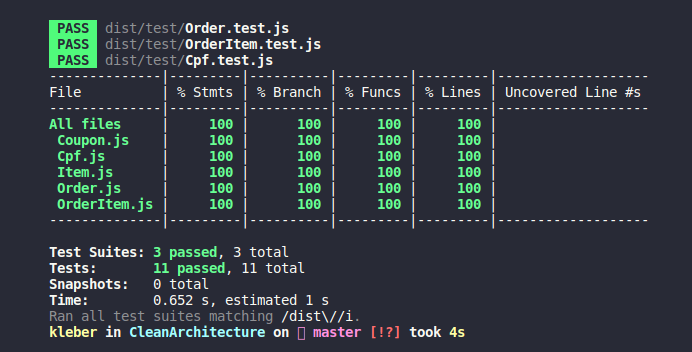 PASS dist/test/Order.test.js
PASS dist/test/OrderItem.test.js
PASS dist/test/Cpf.test.js
--------------|---------|----------|---------|---------|-------------------
File          | % Stmts | % Branch | % Funcs | % Lines | Uncovered Line #s
--------------|---------|----------|---------|---------|-------------------
All files     |     100 |      100 |     100 |     100 |
 Coupon.js    |     100 |      100 |     100 |     100 |
 Cpf.js       |     100 |      100 |     100 |     100 |
 Item.js      |     100 |      100 |     100 |     100 |
 Order.js     |     100 |      100 |     100 |     100 |
 OrderItem.js |     100 |      100 |     100 |     100 |
--------------|---------|----------|---------|---------|-------------------
Test Suites: 3 passed, 3 total
Tests:       11 passed, 11 total
Snapshots:   0 total
Time:        0.652 s, estimated 1 s
Ran all test suites matching /dist\//i.
kleber in CleanArchitecture on master [!?] took 4s